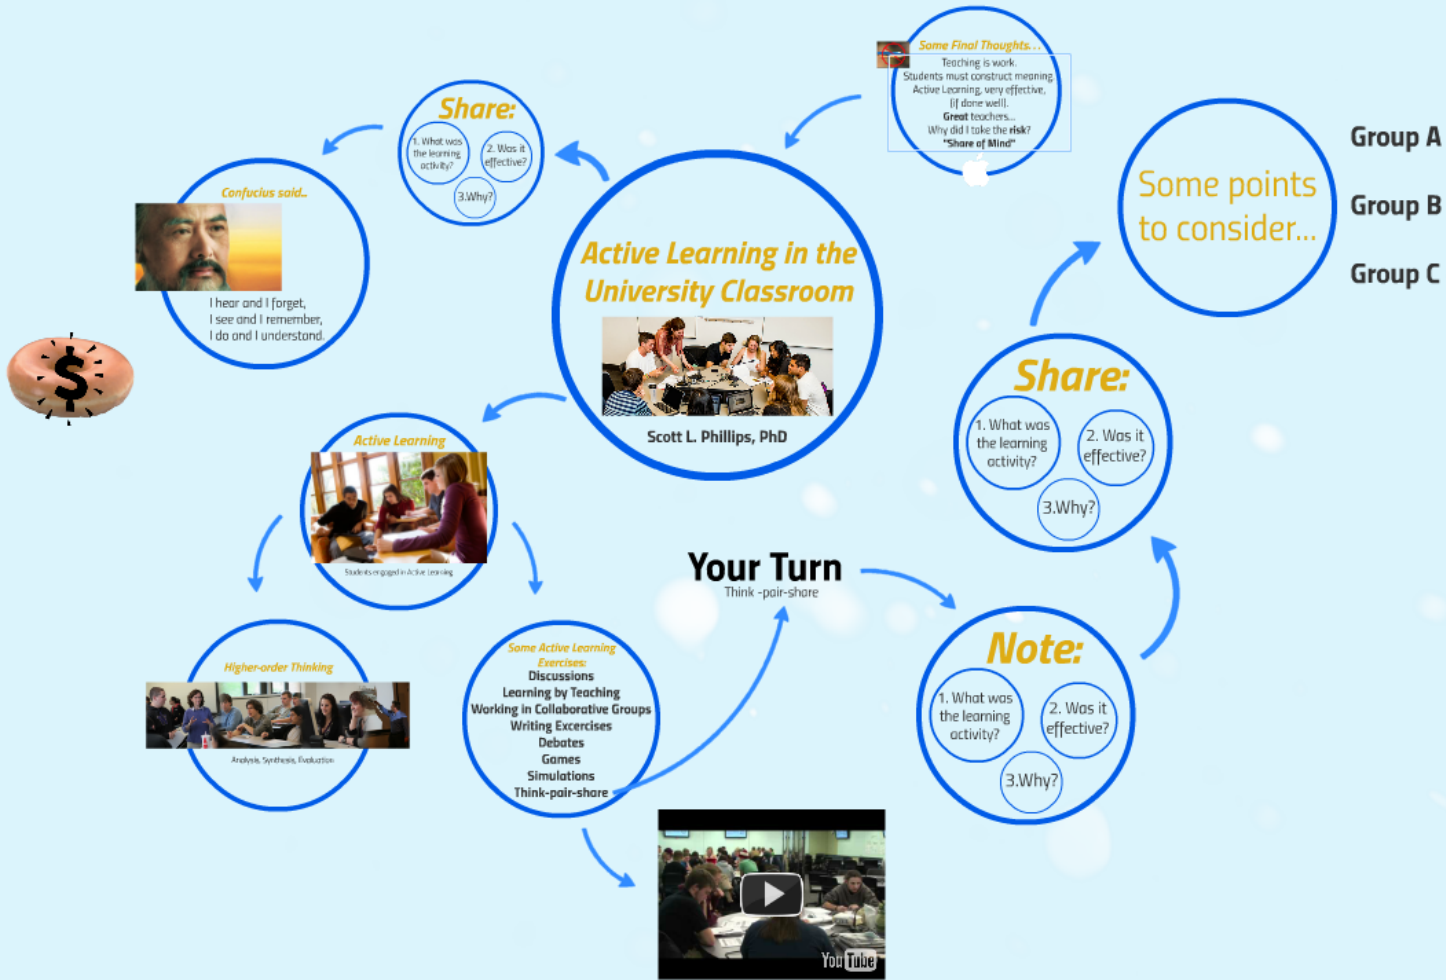 Active Learning in the
University Classroom
Scott L. Phillips, PhD
Share:
1. What was
the learning
activity?
2. Was it
effective?
3.Why?
Confucius said...
I hear and I forget,
I see and I remember,
I do and I understand.
$
Active Learning
Students engaged in Active Learning
Higher-order Thinking
Analysis, Synthesis, Evaluation
Some Active Learning
Exercises:
Discussions
Learning by Teaching
Working in Collaborative Groups
Writing Excercises
Debates
Games
Simulations
Think-pair-share
YouTube
Your Turn
Think -pair-share
Note:
1. What was
the learning
activity?
2. Was it
effective?
3.Why?
Share:
1. What was
the learning
activity?
2. Was it
effective?
3.Why?
Some points
to consider...
Group A
Group B
Group C
Some Final Thoughts...
Teaching is work.
Students must construct meaning
Active Learning, very effective,
(if done well).
Great teachers...
Why did I take the risk?
"Share of Mind"